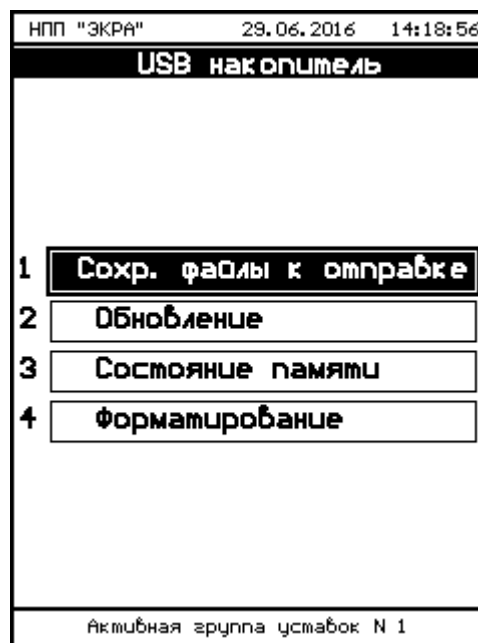 НПП "ЭКРА" 29.06.2016 14:18:56
USB накопитель
1 Сохр. файлы к отправке
2 Обновление
3 Состояние памяти
4 Форматирование
Активная группа уставок N 1